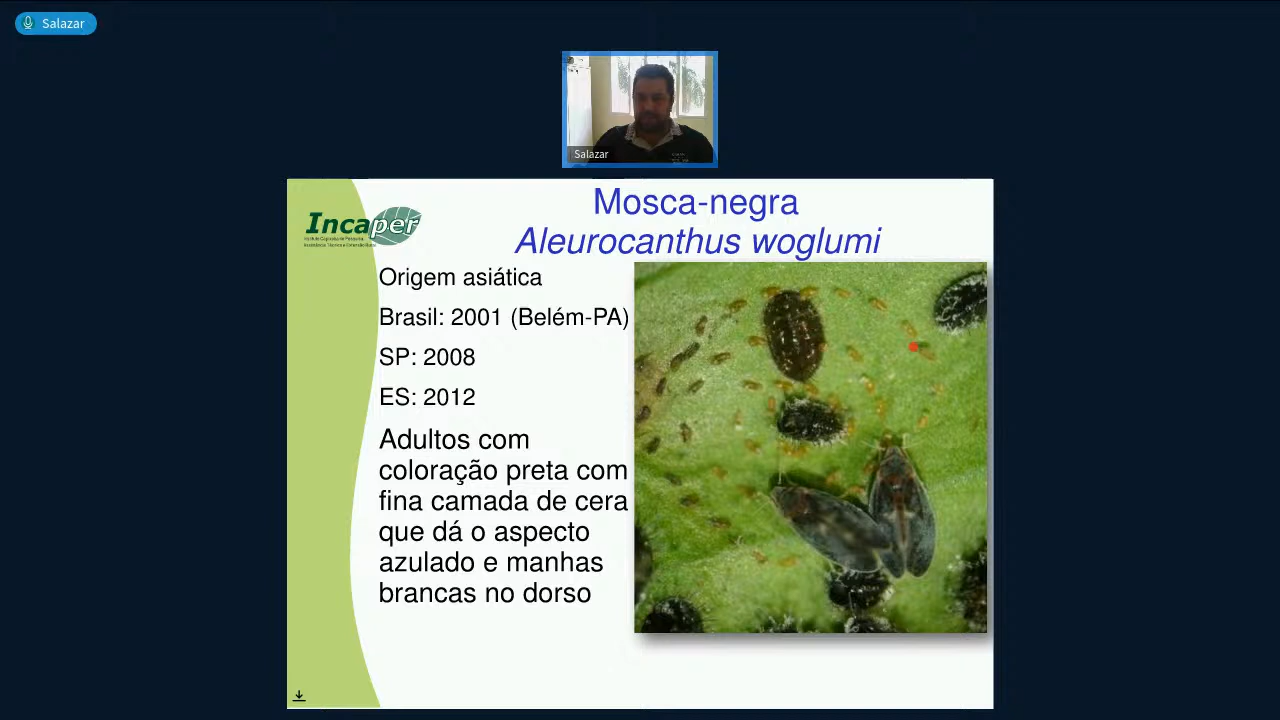 Salazar
Salazar
Incaper
Mosca-negra
Aleurocanthus woglumi
Origem asiática
Brasil: 2001 (Belém-PA)
SP: 2008
ES: 2012
Adultos com
coloração preta com
fina camada de cera
que dá o aspecto
azulado e manhas
brancas no dorso